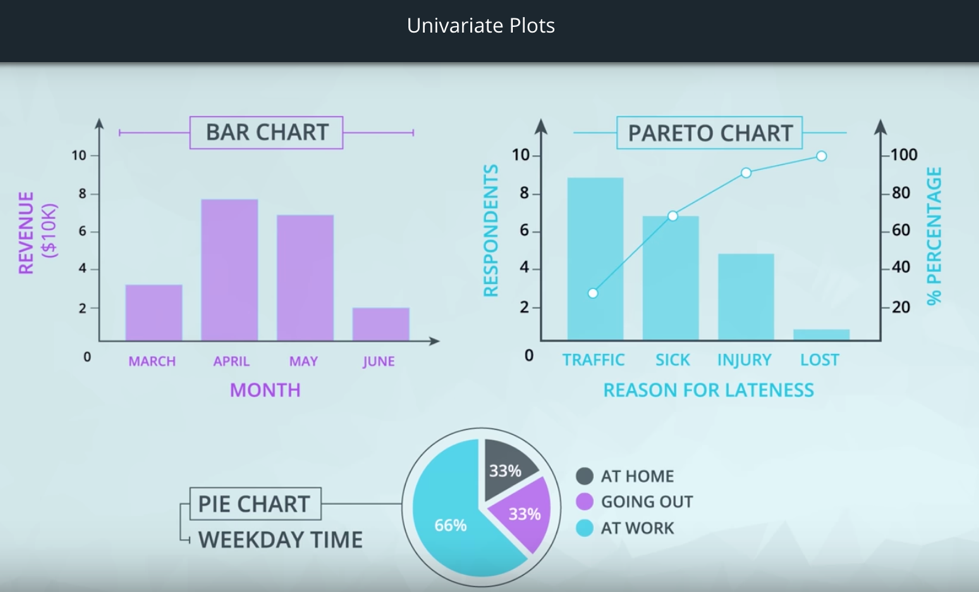 Univariate Plots
BAR CHART
REVENUE
($10K)
10
8
6
4
2
0
MARCH APRIL MAY JUNE
MONTH
PARETO CHART
RESPONDENTS
10
8
6
4
2
0
100
80
60
40
20
% PERCENTAGE
TRAFFIC SICK INJURY LOST
REASON FOR LATENESS
PIE CHART
WEEKDAY TIME
33%
33%
66%
AT HOME
GOING OUT
AT WORK